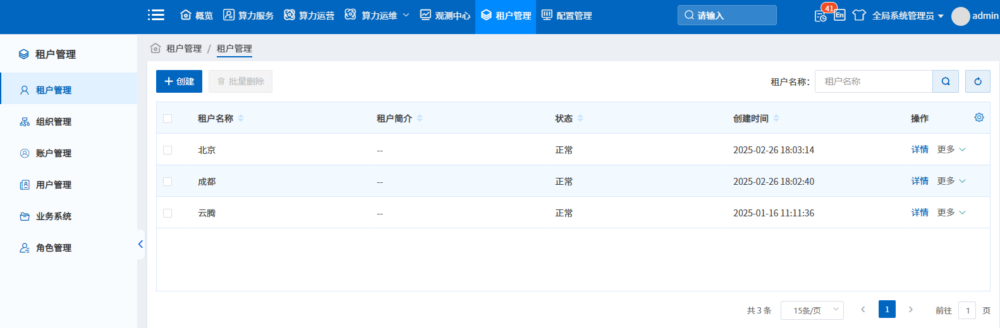 概览 算力服务 算力运营 算力运维 观测中心 租户管理 配置管理 请输入 41 En 全局系统管理员 admin
租户管理
租户管理 / 租户管理
租户管理
组织管理
账户管理
用户管理
业务系统
角色管理
创建 批量删除 租户名称： 租户名称
租户名称 租户简介 状态 创建时间 操作
北京 -- 正常 2025-02-26 18:03:14 详情 更多
成都 -- 正常 2025-02-26 18:02:40 详情 更多
云腾 -- 正常 2025-01-16 11:11:36 详情 更多
共 3 条 15条/页 1 前往 1 页